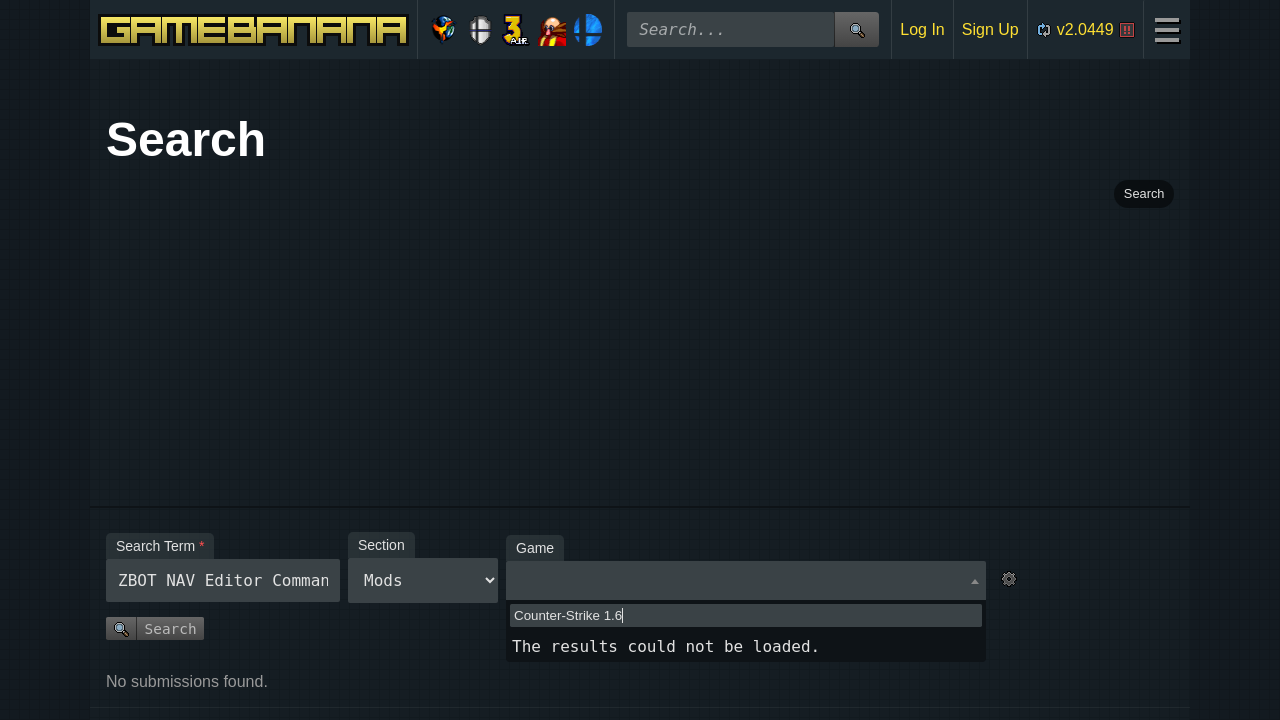 GAMEBANANA
3
A.I.R.
Search...
Log In
Sign Up
v2.0449
Search
Search
Search Term *
Section
Game
ZBOT NAV Editor Comman
Mods
Counter-Strike 1.6
The results could not be loaded.
Search
No submissions found.